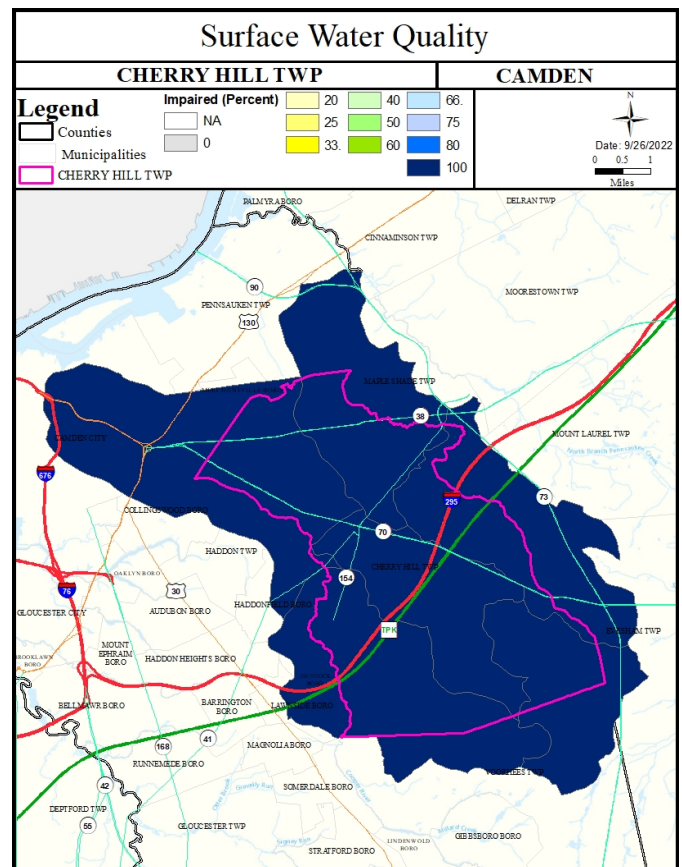 Surface Water Quality
CHERRY HILL TWP
CAMDEN
Legend
Counties
Municipalities
CHERRY HILL TWP
Impaired (Percent)
NA
0
20
25
33.
40
50
60
66.
75
80
100
N
Date: 9/26/2022
0 0.5 1
Miles
PALMYRA BORO
DELRAN TWP
CINNAMINSON TWP
90
MOORESTOWN TWP
PENNSAUKEN TWP
130
MAPLE SHADE TWP
38
CAMDEN CITY
MOUNT LAUREL TWP
North Branch Pennsauken Creek
676
295
73
COLLINGSWOOD BORO
70
HADDON TWP
CHERRY HILL TWP
OAKLYN BORO
154
76
30
HADDONFIELD BORO
GLOUCESTER CITY
AUDUBON BORO
TPK
EVESHAM TWP
MOUNT
EPHRAIM
BORO
BROOKLAWN
BORO
HADDON HEIGHTS BORO
BELLMAWR BORO
BARRINGTON
BORO
LAWNSIDE BORO
41
168
MAGNOLIA BORO
RUNNEMEDE BORO
VOORHEES TWP
42
SOMERDALE BORO
DEPTFORD TWP
55
GLOUCESTER TWP
GIBBSBORO BORO
LINDENWOLD
BORO
STRATFORD BORO